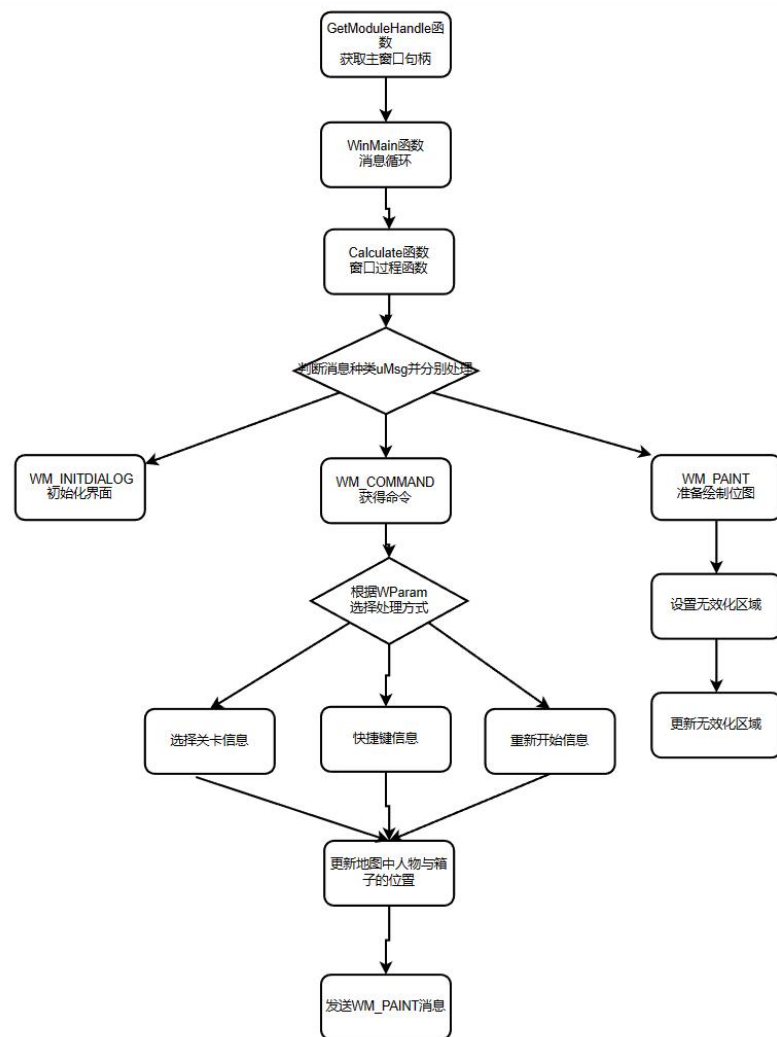 GetModuleHandle函
数
获取主窗口句柄
WinMain函数
消息循环
Calculate函数
窗口过程函数
判断消息种类uMsg并分别处理
WM_INITDIALOG
初始化界面
WM_COMMAND
获得命令
WM_PAINT
准备绘制位图
根据WParam
选择处理方式
设置无效化区域
选择关卡信息
快捷键信息
重新开始信息
更新无效化区域
更新地图中人物与箱
子的位置
发送WM_PAINT消息